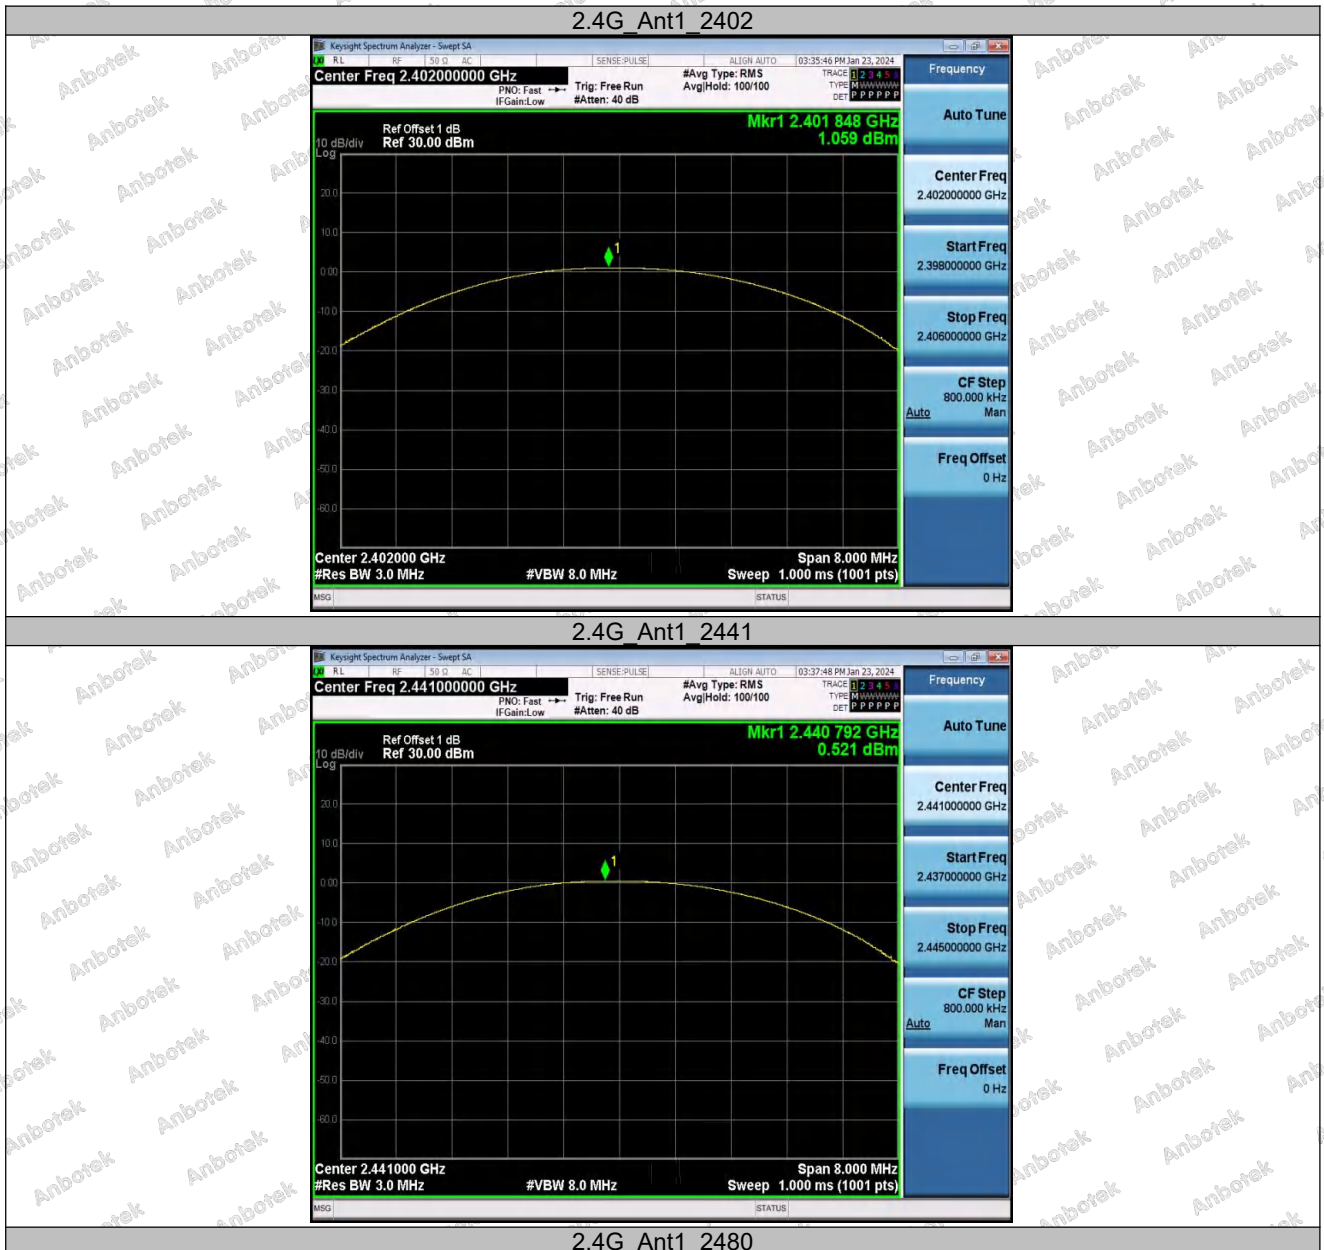 2.4G_Ant1_2402
Keysight Spectrum Analyzer - Swept SA
RL RF 50 Ω AC SENSE:PULSE ALIGN AUTO 03:35:46 PM Jan 23, 2024
Center Freq 2.402000000 GHz
PNO: Fast
IFGain:Low
Trig: Free Run
#Atten: 40 dB
#Avg Type: RMS
Avg|Hold: 100/100
TRACE 1 2 3 4 5 6
TYPE M W W W W W
DET P P P P P P
Ref Offset 1 dB
10 dB/div Ref 30.00 dBm
Log
Mkr1 2.401 848 GHz
1.059 dBm
20.0
10.0
0.00
-10.0
-20.0
-30.0
-40.0
-50.0
-60.0
1
Center 2.402000 GHz Span 8.000 MHz
#Res BW 3.0 MHz #VBW 8.0 MHz Sweep 1.000 ms (1001 pts)
MSG STATUS
Frequency
Auto Tune
Center Freq
2.402000000 GHz
Start Freq
2.398000000 GHz
Stop Freq
2.406000000 GHz
CF Step
800.000 kHz
Auto Man
Freq Offset
0 Hz
2.4G_Ant1_2441
Keysight Spectrum Analyzer - Swept SA
RL RF 50 Ω AC SENSE:PULSE ALIGN AUTO 03:37:48 PM Jan 23, 2024
Center Freq 2.441000000 GHz
PNO: Fast
IFGain:Low
Trig: Free Run
#Atten: 40 dB
#Avg Type: RMS
Avg|Hold: 100/100
TRACE 1 2 3 4 5 6
TYPE M W W W W W
DET P P P P P P
Ref Offset 1 dB
10 dB/div Ref 30.00 dBm
Log
Mkr1 2.440 792 GHz
0.521 dBm
20.0
10.0
0.00
-10.0
-20.0
-30.0
-40.0
-50.0
-60.0
1
Center 2.441000 GHz Span 8.000 MHz
#Res BW 3.0 MHz #VBW 8.0 MHz Sweep 1.000 ms (1001 pts)
MSG STATUS
Frequency
Auto Tune
Center Freq
2.441000000 GHz
Start Freq
2.437000000 GHz
Stop Freq
2.445000000 GHz
CF Step
800.000 kHz
Auto Man
Freq Offset
0 Hz
2.4G_Ant1_2480
Anbotek